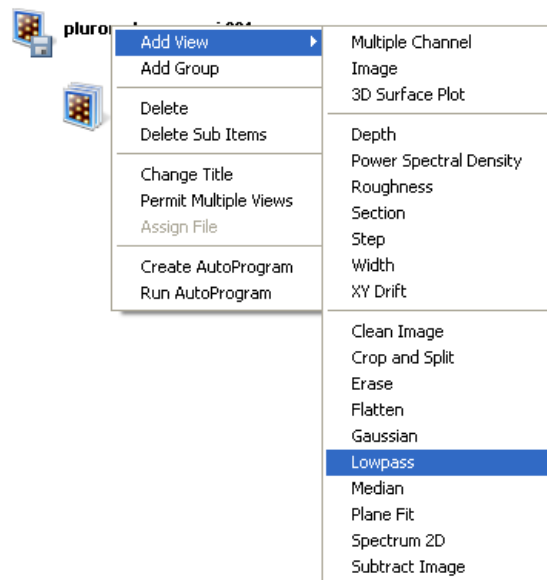 Add View
Add Group
Delete
Delete Sub Items
Change Title
Permit Multiple Views
Assign File
Create AutoProgram
Run AutoProgram
Multiple Channel
Image
3D Surface Plot
Depth
Power Spectral Density
Roughness
Section
Step
Width
XY Drift
Clean Image
Crop and Split
Erase
Flatten
Gaussian
Lowpass
Median
Plane Fit
Spectrum 2D
Subtract Image